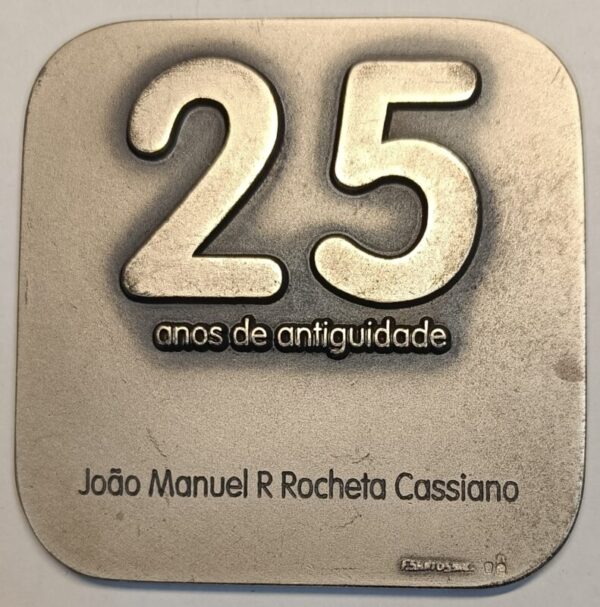 25
anos de antiguidade
João Manuel R Rocheta Cassiano